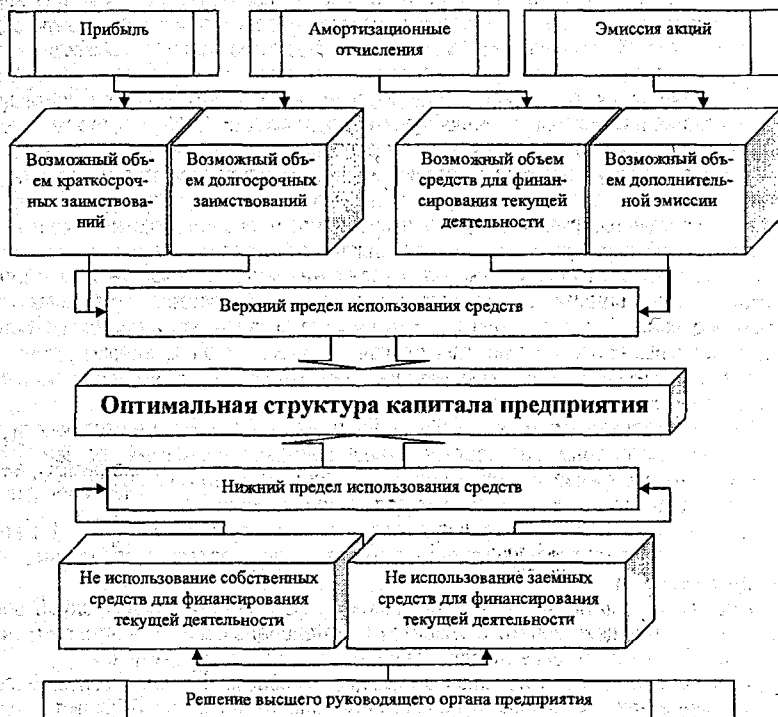 Прибыль
Амортизационные
отчисления
Эмиссия акций
Возможный объ-
ем краткосроч-
ных заимствова-
ний
Возможный объ-
ем долгосрочных
заимствований
Возможный объем
средств для финан-
сирования текущей
деятельности
Возможный объ-
ем дополнитель-
ной эмиссии
Верхний предел использования средств
Оптимальная структура капитала предприятия
Нижний предел использования средств
Не использование собственных
средств для финансирования
текущей деятельности
Не использование заемных
средств для финансирования
текущей деятельности
Решение высшего руководящего органа предприятия